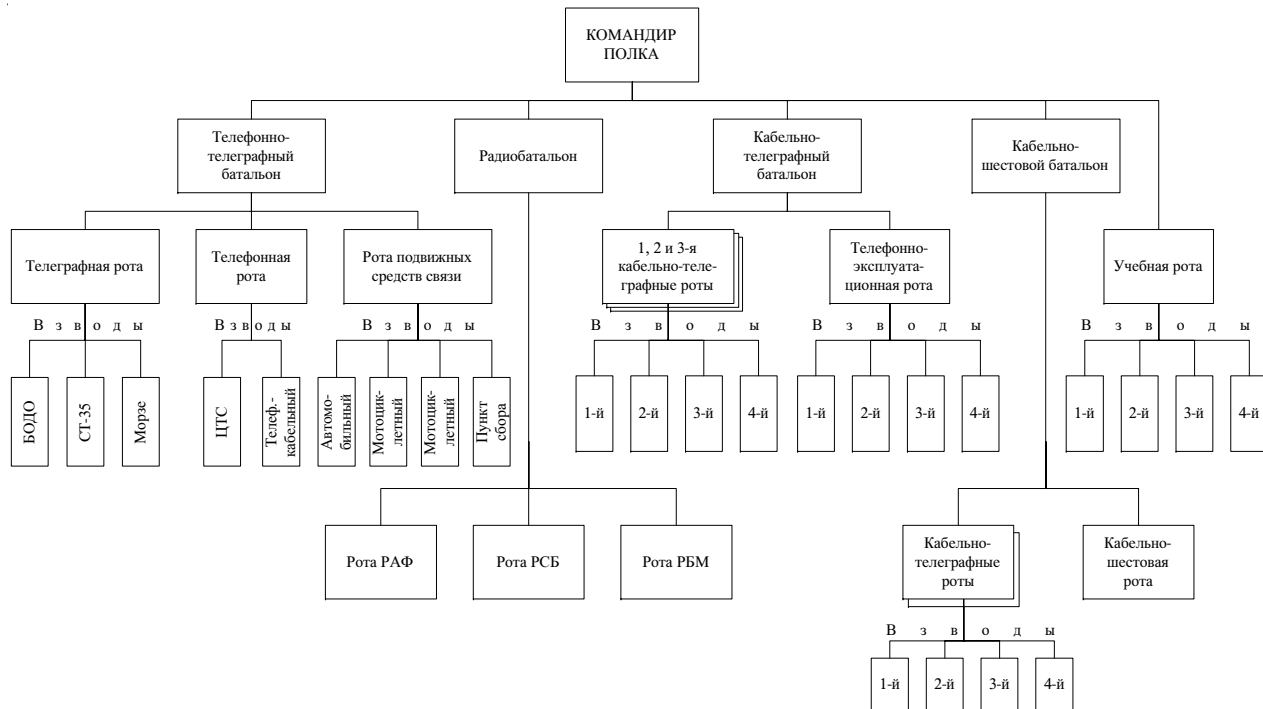 КОМАНДИР
ПОЛКА
Телефонно-
телеграфный
батальон
Радиобатальон
Кабельно-
телеграфный
батальон
Кабельно-
шестовой батальон
Телеграфная рота
Телефонная
рота
Рота подвижных
средств связи
1, 2 и 3-я
кабельно-теле-
графные роты
Телефонно-
эксплуата-
ционная рота
Учебная рота
В з в о д ы
В з в о д ы
В з в о д ы
В з в о д ы
В з в о д ы
В з в о д ы
БОДО
СТ-35
Морзе
ЦТС
Телеф.-
кабельный
Автомо-
бильный
Мотоцик-
летный
Мотоцик-
летный
Пункт
сбора
1-й
2-й
3-й
4-й
1-й
2-й
3-й
4-й
1-й
2-й
3-й
4-й
Рота РАФ
Рота РСБ
Рота РБМ
Кабельно-
телеграфные
роты
Кабельно-
шестовая
рота
В з в о д ы
1-й
2-й
3-й
4-й